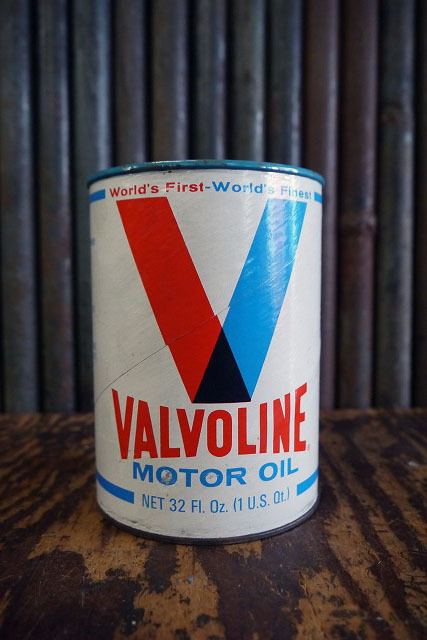 World's First-World's Finest
VALVOLINE
MOTOR OIL
NET 32 Fl. Oz. (1 U.S. Qt.)